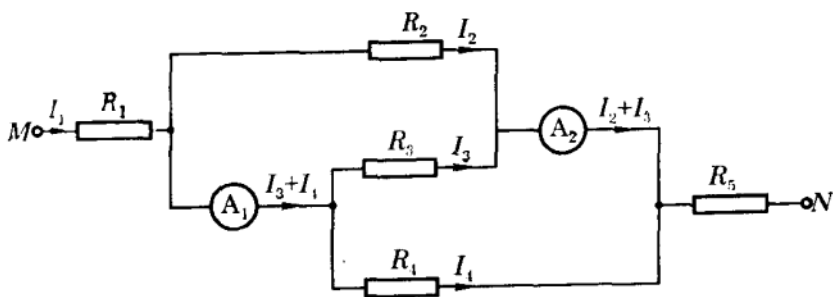 R₂ I₂
M I₁ R₁ A₂ I₂+I₃
R₃ I₃
A₁ I₃+I₄ R₅ N
R₄ I₄